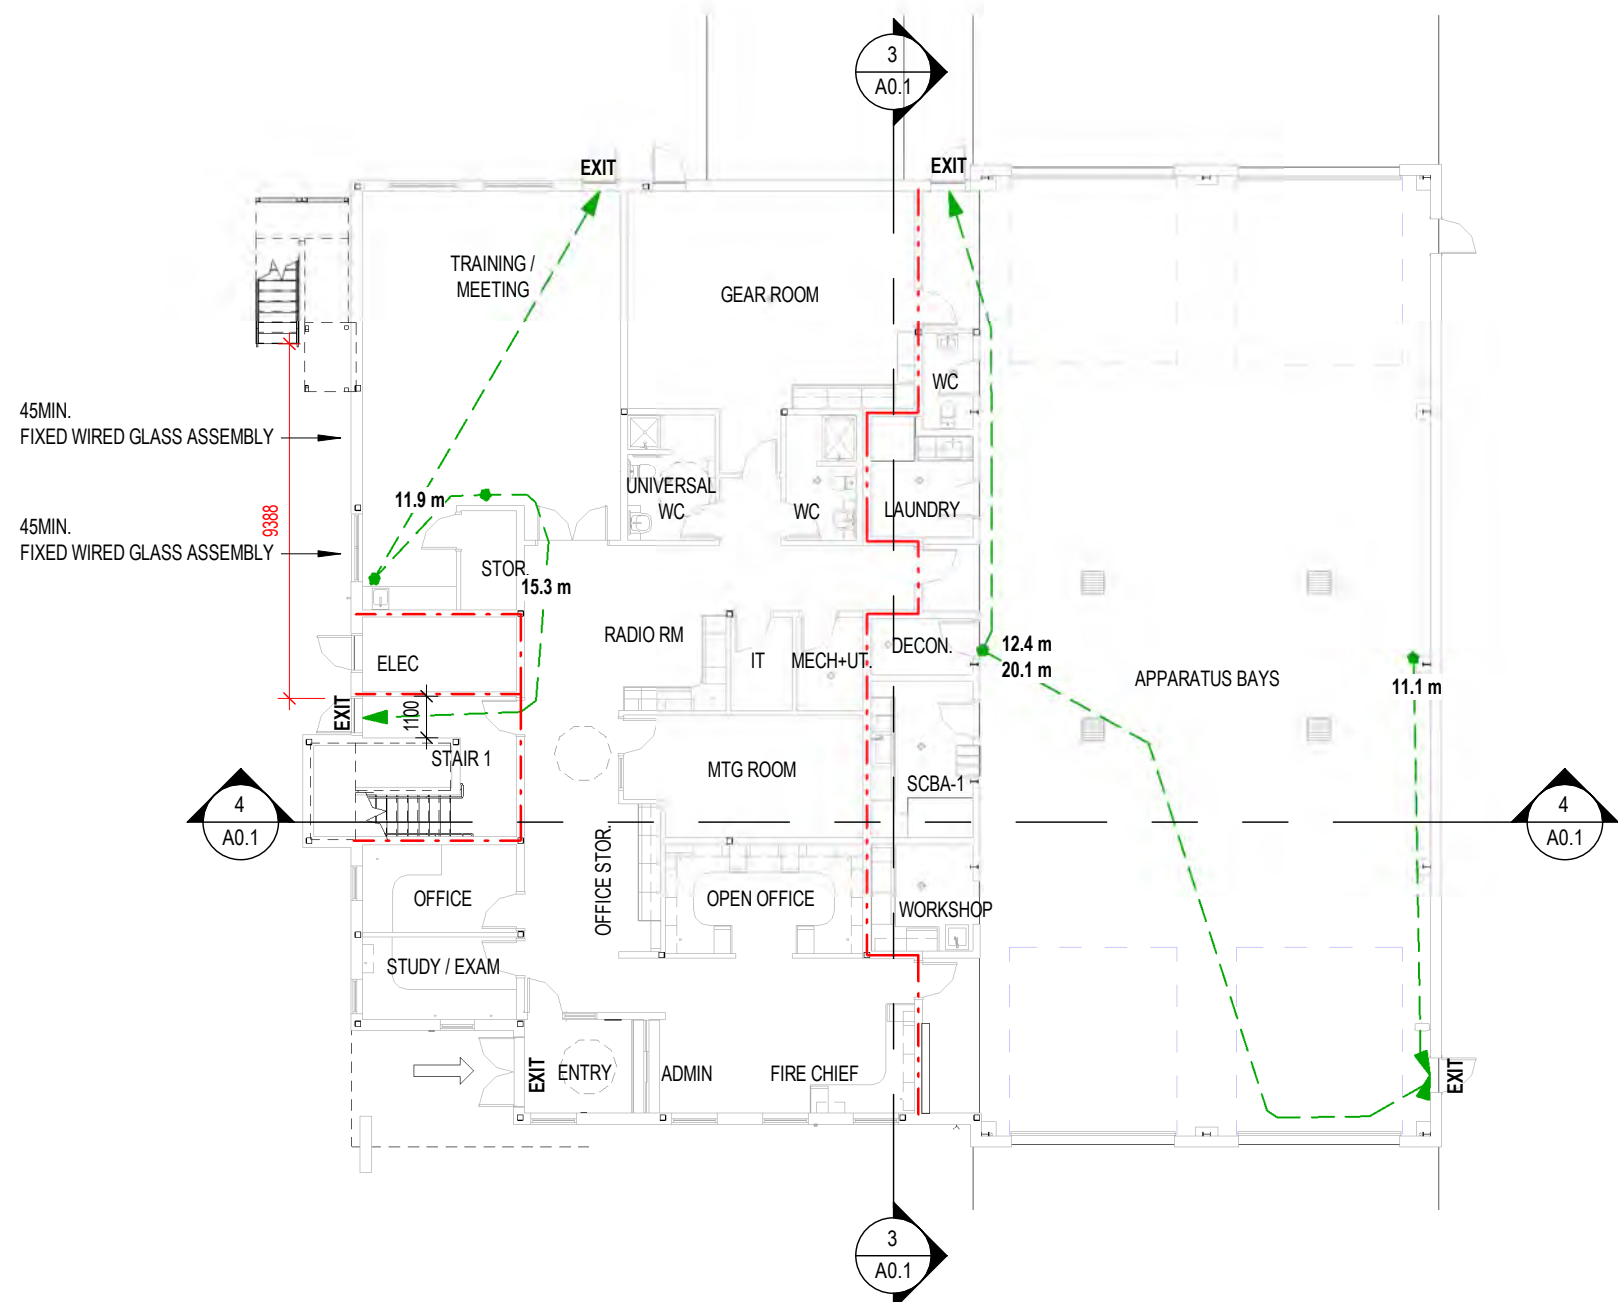 3
A0.1
EXIT
EXIT
TRAINING /
MEETING
GEAR ROOM
WC
45MIN.
FIXED WIRED GLASS ASSEMBLY
9388
11.9 m
UNIVERSAL
WC
WC
LAUNDRY
45MIN.
FIXED WIRED GLASS ASSEMBLY
STOR.
15.3 m
RADIO RM
IT
MECH+UT.
DECON.
12.4 m
20.1 m
ELEC
APPARATUS BAYS
11.1 m
EXIT
1100
STAIR 1
MTG ROOM
SCBA-1
4
A0.1
4
A0.1
OFFICE
OFFICE STOR.
OPEN OFFICE
WORKSHOP
STUDY / EXAM
EXIT
ENTRY
ADMIN
FIRE CHIEF
EXIT
3
A0.1